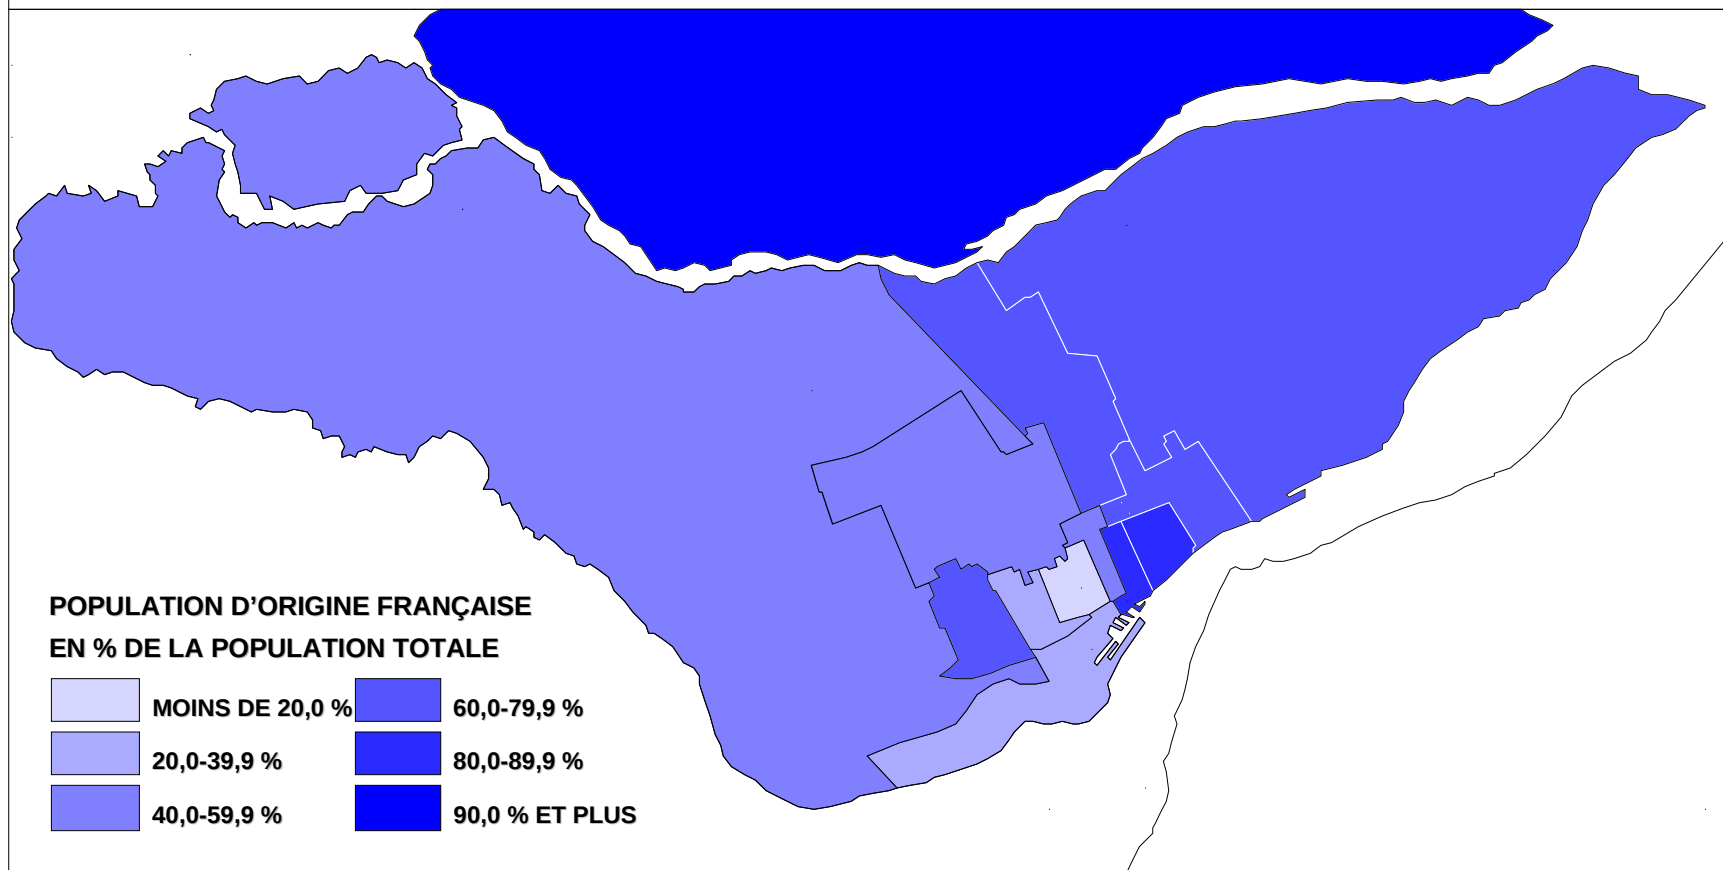 POPULATION D’ORIGINE FRANÇAISE
EN % DE LA POPULATION TOTALE
MOINS DE 20,0 %
20,0-39,9 %
40,0-59,9 %
60,0-79,9 %
80,0-89,9 %
90,0 % ET PLUS